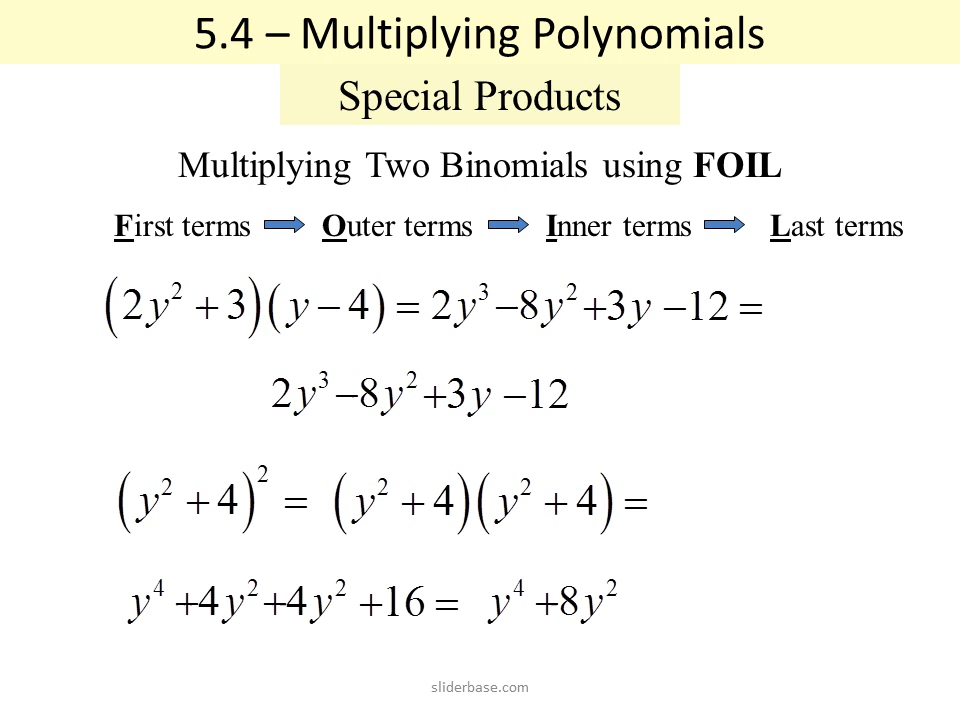 5.4 – Multiplying Polynomials
Special Products
Multiplying Two Binomials using FOIL
First terms Outer terms Inner terms Last terms
(2y² + 3)(y − 4) = 2y³ −8y² +3y −12 =
2y³ −8y² +3y −12
(y² + 4)² = (y² + 4)(y² + 4) =
y⁴ +4y² +4y² +16 = y⁴ +8y²
sliderbase.com